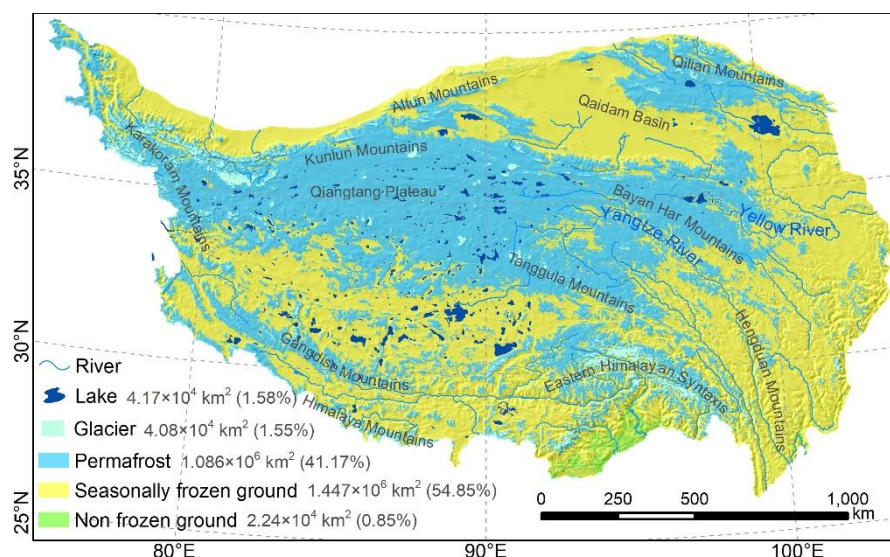 Qilian Mountains
Altun Mountains
Qaidam Basin
Karakoram Mountains
Kunlun Mountains
Qiangtang Plateau
Bayan Har Mountains
Yellow River
Yangtze River
Tanggula Mountains
Hengduan Mountains
Gangdise Mountains
Eastern Himalayan Syntaxis
Himalaya Mountains
35°N
30°N
25°N
River
Lake 4.17×10⁴ km² (1.58%)
Glacier 4.08×10⁴ km² (1.55%)
Permafrost 1.086×10⁶ km² (41.17%)
Seasonally frozen ground 1.447×10⁶ km² (54.85%)
Non frozen ground 2.24×10⁴ km² (0.85%)
0 250 500 1,000
km
80°E 90°E 100°E